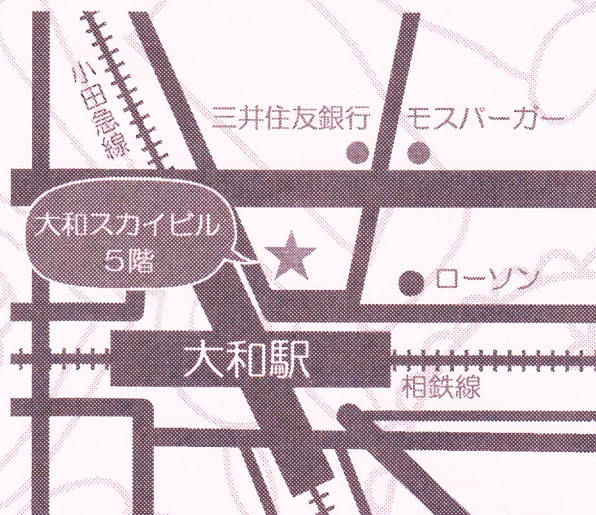 小田急線
三井住友銀行
モスバーガー
大和スカイビル
5階
ローソン
大和駅
相鉄線